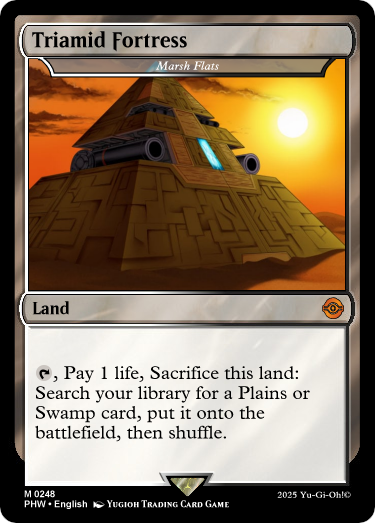 Triamid Fortress
Marsh Flats
Land
, Pay 1 life, Sacrifice this land:
Search your library for a Plains or
Swamp card, put it onto the
battlefield, then shuffle.
M 0248
PHW • English Yugioh Trading Card Game
2025 Yu-Gi-Oh!©